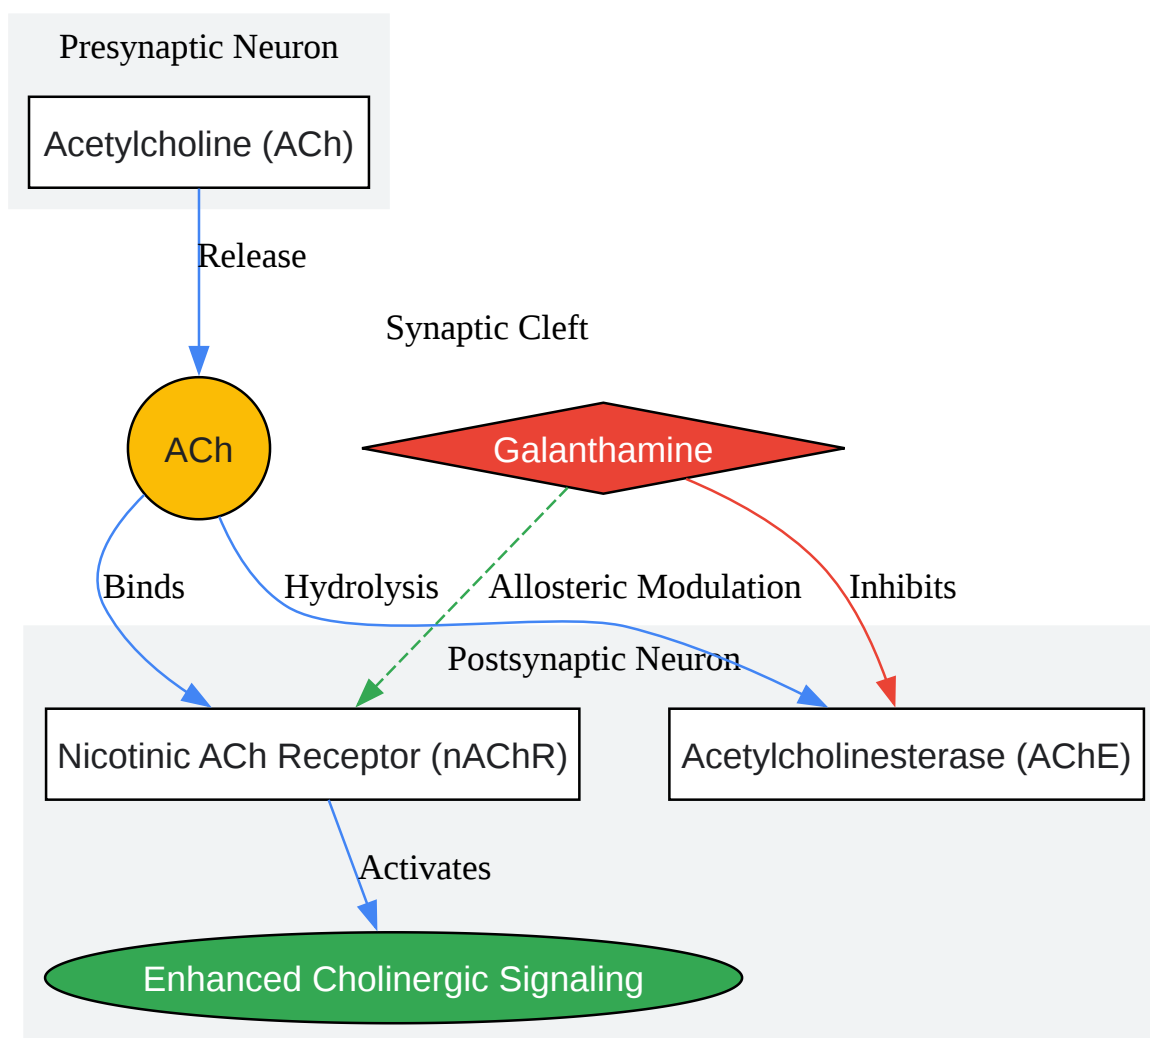 Presynaptic Neuron
Acetylcholine (ACh)
Release
Synaptic Cleft
ACh
Galanthamine
Binds
Hydrolysis
Allosteric Modulation
Inhibits
Postsynaptic Neuron
Nicotinic ACh Receptor (nAChR)
Acetylcholinesterase (AChE)
Activates
Enhanced Cholinergic Signaling